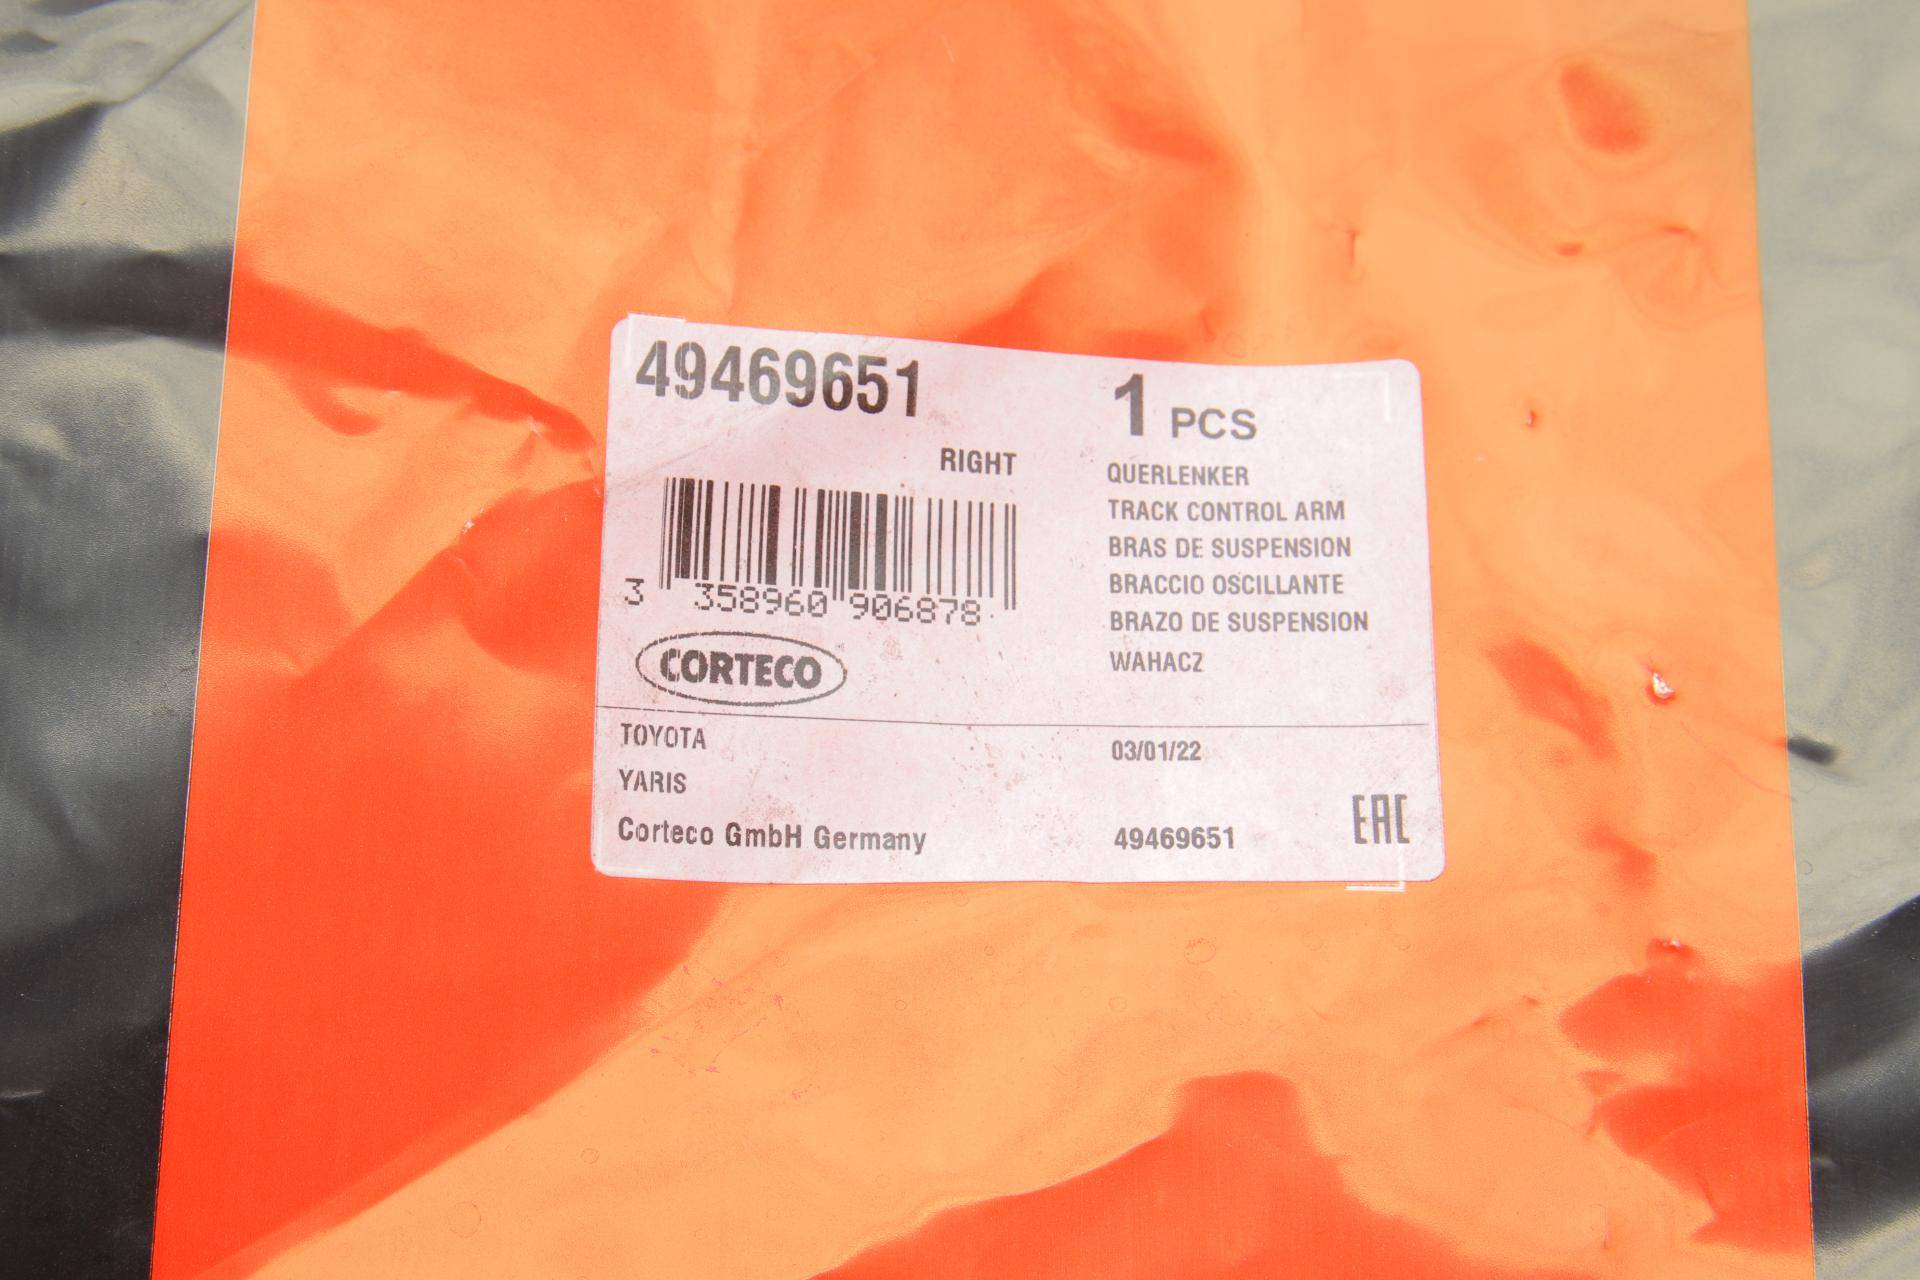 49469651
1 PCS
RIGHT
QUERLENKER
TRACK CONTROL ARM
BRAS DE SUSPENSION
BRACCIO OSCILLANTE
BRAZO DE SUSPENSION
WAHACZ
3 358960 906878
CORTECO
TOYOTA
YARIS
03/01/22
Corteco GmbH Germany
49469651
EAC